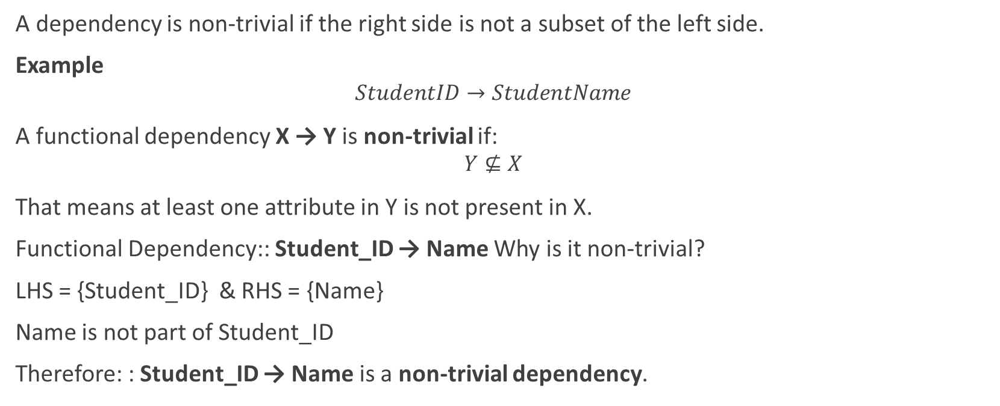 A dependency is non-trivial if the right side is not a subset of the left side.
Example
StudentID → StudentName
A functional dependency X → Y is non-trivial if:
Y ⊈ X
That means at least one attribute in Y is not present in X.
Functional Dependency:: Student_ID → Name Why is it non-trivial?
LHS = {Student_ID}  & RHS = {Name}
Name is not part of Student_ID
Therefore: : Student_ID → Name is a non-trivial dependency.